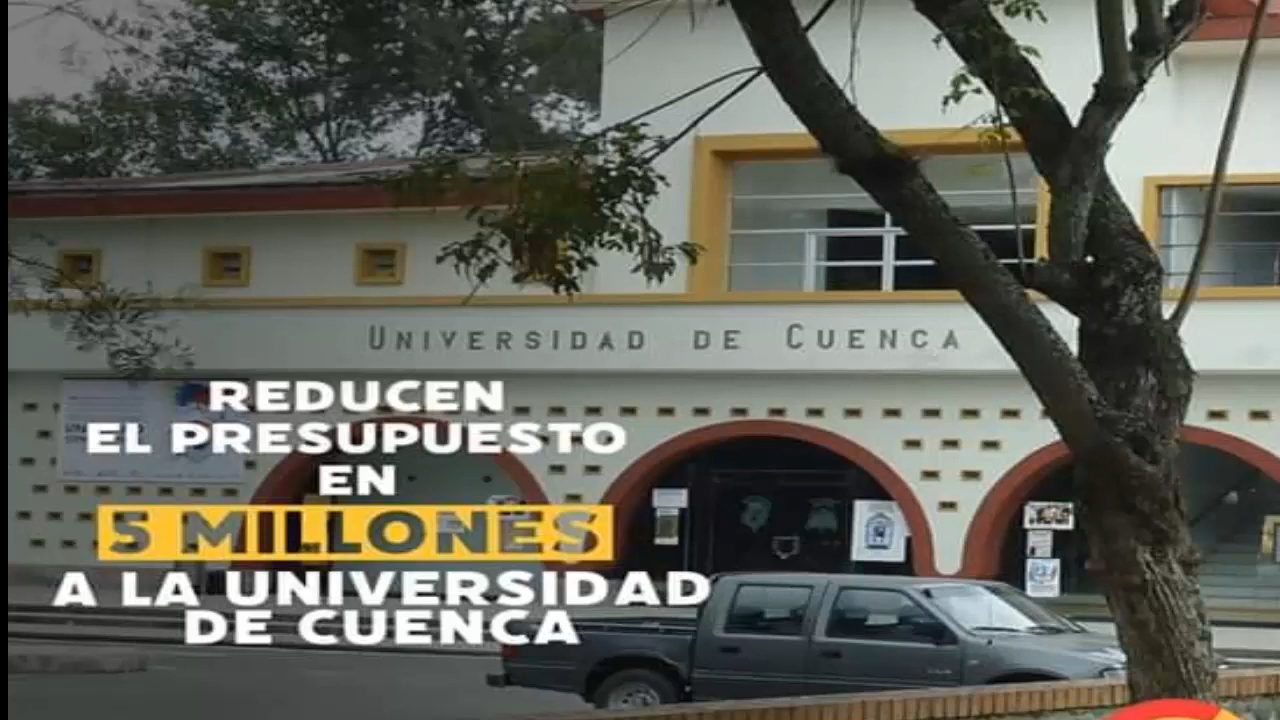 UNIVERSIDAD DE CUENCA
REDUCEN
EL PRESUPUESTO
EN
5 MILLONES
A LA UNIVERSIDAD
DE CUENCA